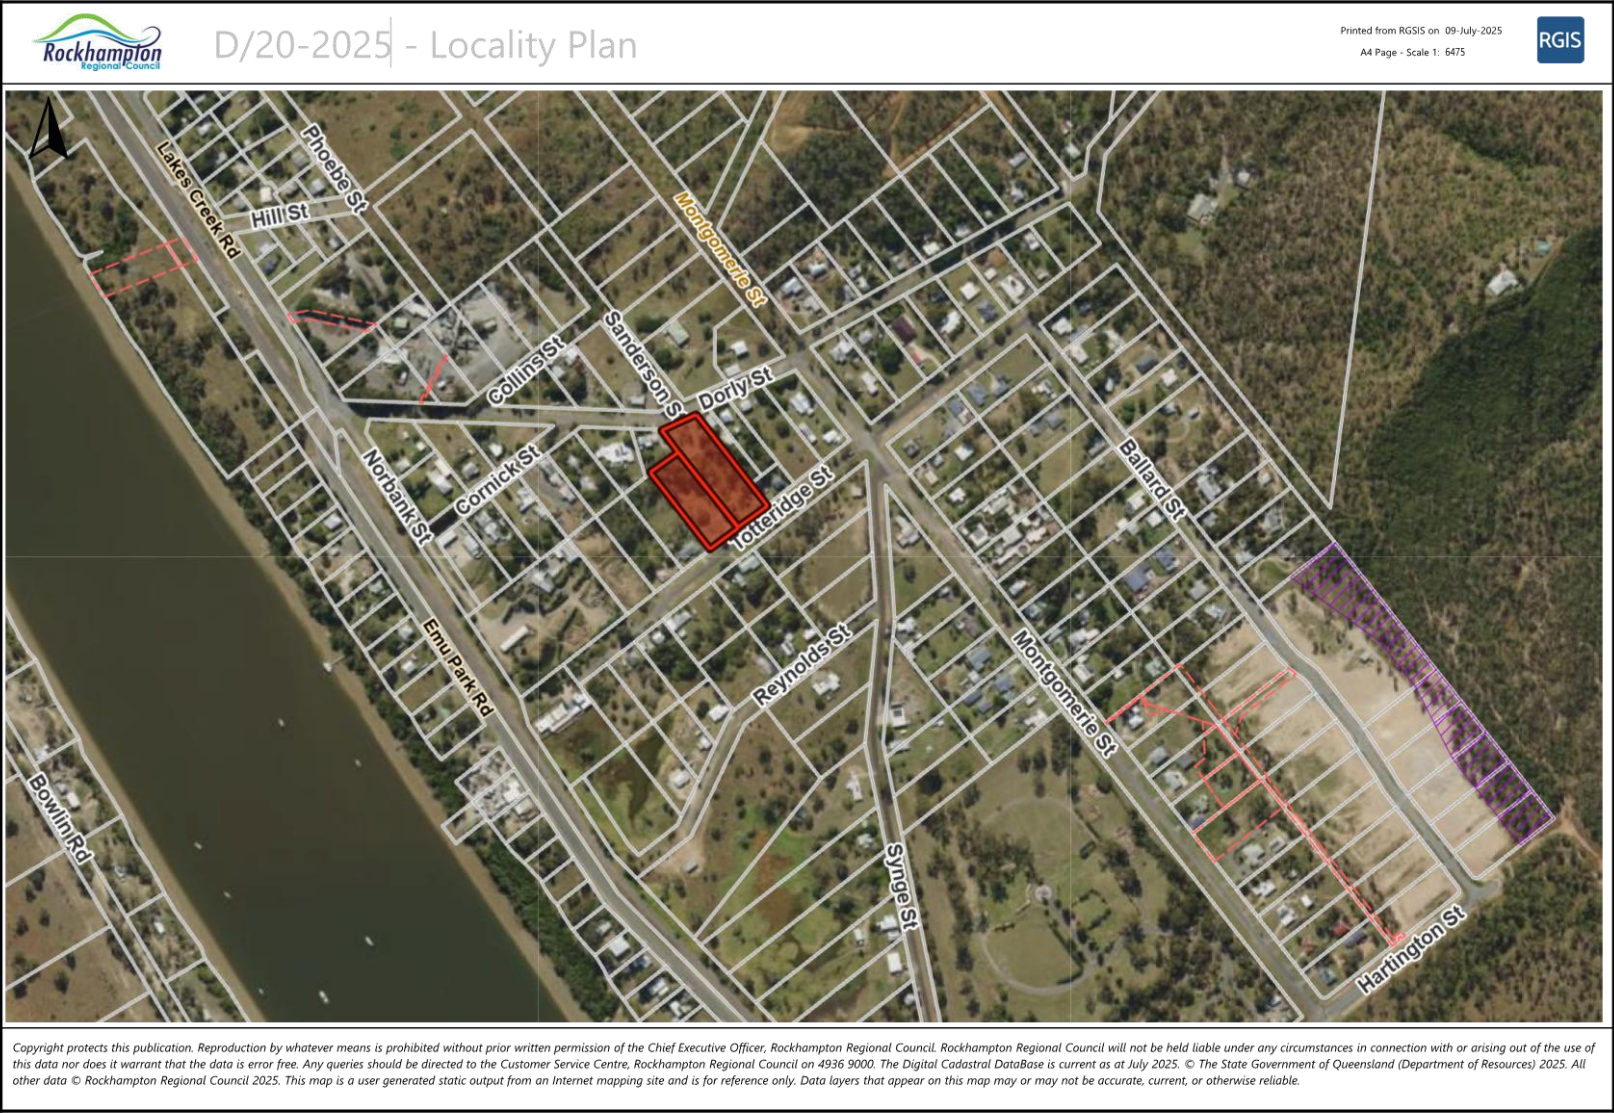 Rockhampton
Regional Council
D/20-2025 - Locality Plan
Printed from RGSIS on 09-July-2025
A4 Page - Scale 1: 6475
RGIS
Phoebe St
Lakes Creek Rd
Hill St
Montgomerie St
Sanderson St
Collins St
Dorly St
Norbank St
Cornick St
Totteridge St
Ballard St
Emu Park Rd
Reynolds St
Montgomerie St
Bowlin Rd
Synge St
Hartington St
Copyright protects this publication. Reproduction by whatever means is prohibited without prior written permission of the Chief Executive Officer, Rockhampton Regional Council. Rockhampton Regional Council will not be held liable under any circumstances in connection with or arising out of the use of
this data nor does it warrant that the data is error free. Any queries should be directed to the Customer Service Centre, Rockhampton Regional Council on 4936 9000. The Digital Cadastral DataBase is current as at July 2025. © The State Government of Queensland (Department of Resources) 2025. All
other data © Rockhampton Regional Council 2025. This map is a user generated static output from an Internet mapping site and is for reference only. Data layers that appear on this map may or may not be accurate, current, or otherwise reliable.